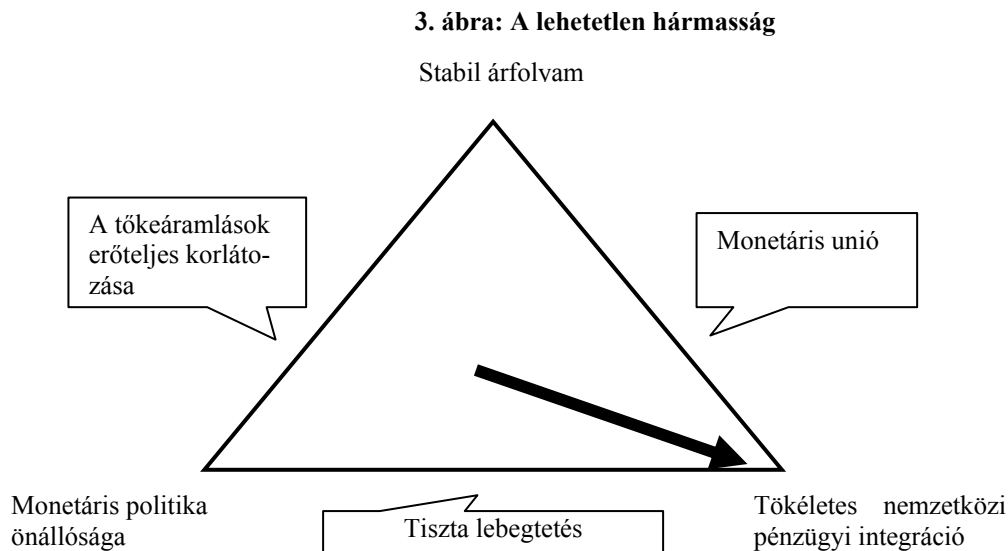 3. ábra: A lehetetlen hármasság
Stabil árfolyam
A tőkeáramlások
erőteljes korláto-
zása
Monetáris unió
Monetáris politika
önállósága
Tiszta lebegtetés
Tökéletes nemzetközi
pénzügyi integráció